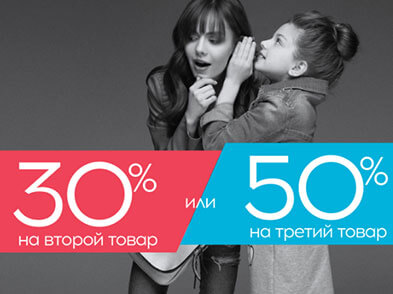 30%
на второй товар
или
50%
на третий товар